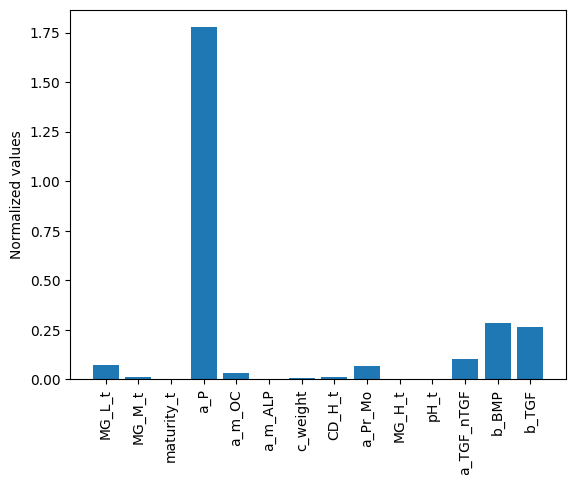 Normalized values
1.75
1.50
1.25
1.00
0.75
0.50
0.25
0.00
MG_L_t
MG_M_t
maturity_t
a_P
a_m_OC
a_m_ALP
c_weight
CD_H_t
a_Pr_Mo
MG_H_t
pH_t
a_TGF_nTGF
b_BMP
b_TGF